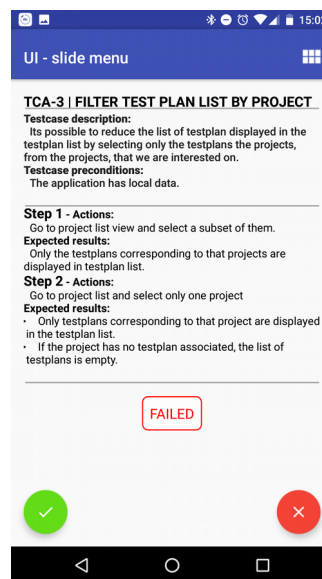 15:0
UI - slide menu
TCA-3 | FILTER TEST PLAN LIST BY PROJECT
Testcase description:
Its possible to reduce the list of testplan displayed in the
testplan list by selecting only the testplans the projects,
from the projects, that we are interested on.
Testcase preconditions:
The application has local data.
Step 1 - Actions:
Go to project list view and select a subset of them.
Expected results:
Only the testplans corresponding to that projects are
displayed in testplan list.
Step 2 - Actions:
Go to project list and select only one project
Expected results:
· Only testplans corresponding to that project are displayed
in the testplan list.
· If the project has no testplan associated, the list of
testplans is empty.
FAILED